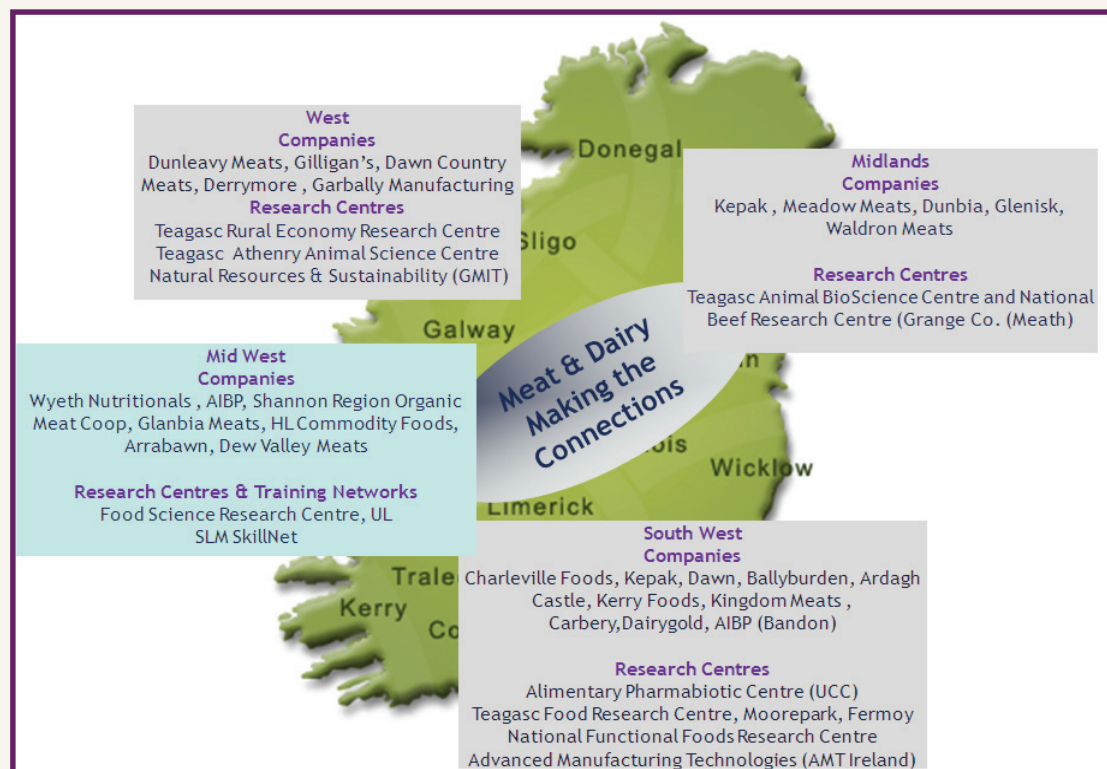 West
Companies
Dunleavy Meats, Gilligan's, Dawn Country
Meats, Derrymore , Garbally Manufacturing
Research Centres
Teagasc Rural Economy Research Centre
Teagasc Athenry Animal Science Centre
Natural Resources & Sustainability (GMIT)
Donegal
Midlands
Companies
Kepak , Meadow Meats, Dunbia, Glenisk,
Waldron Meats
Research Centres
Teagasc Animal BioScience Centre and National
Beef Research Centre (Grange Co. (Meath)
Sligo
Galway
Meat & Dairy
Making the
Connections
Mid West
Companies
Wyeth Nutritionals , AIBP, Shannon Region Organic
Meat Coop, Glanbia Meats, HL Commodity Foods,
Arrabawn, Dew Valley Meats
Research Centres & Training Networks
Food Science Research Centre, UL
SLM SkillNet
Wicklow
Limerick
Kerry
South West
Companies
Charleville Foods, Kepak, Dawn, Ballyburden, Ardagh
Castle, Kerry Foods, Kingdom Meats ,
Carbery,Dairygold, AIBP (Bandon)
Research Centres
Alimentary Pharmabiotic Centre (UCC)
Teagasc Food Research Centre, Moorepark, Fermoy
National Functional Foods Research Centre
Advanced Manufacturing Technologies (AMT Ireland)